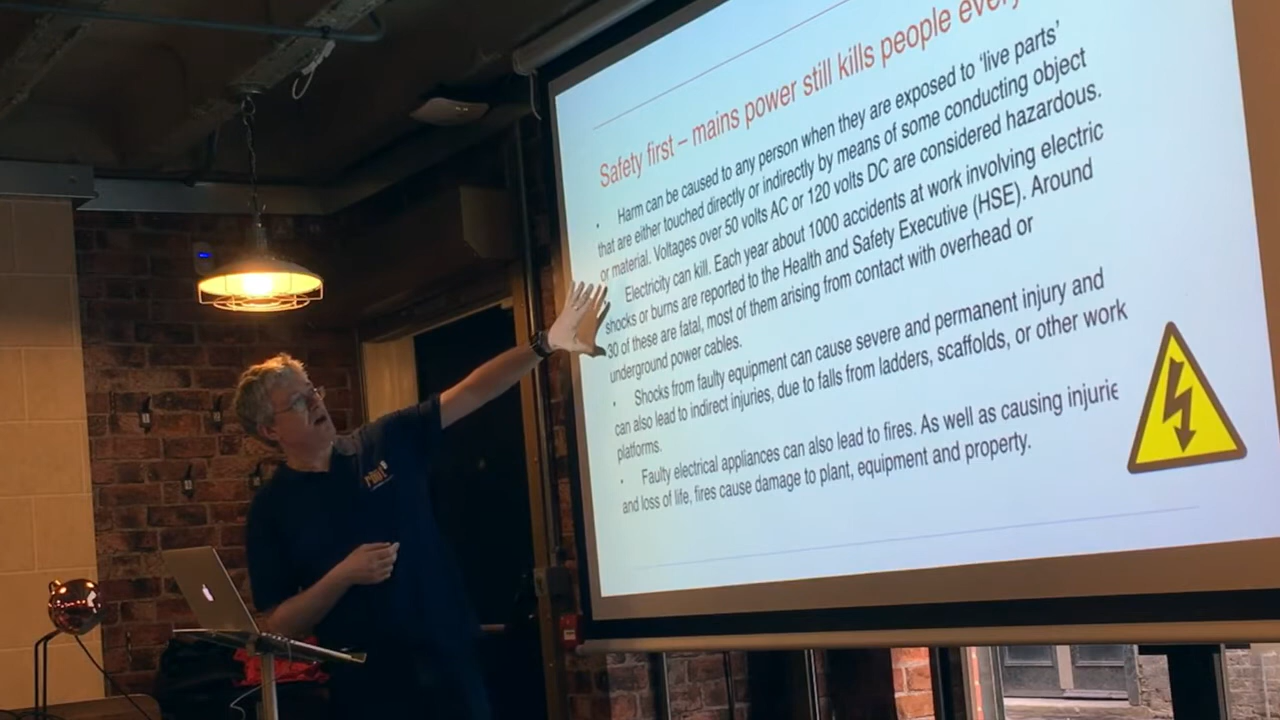 Safety first – mains power still kills people every
• Harm can be caused to any person when they are exposed to ‘live parts’
that are either touched directly or indirectly by means of some conducting object
or material. Voltages over 50 volts AC or 120 volts DC are considered hazardous.
Electricity can kill. Each year about 1000 accidents at work involving electric
shocks or burns are reported to the Health and Safety Executive (HSE). Around
30 of these are fatal, most of them arising from contact with overhead or
underground power cables.
• Shocks from faulty equipment can cause severe and permanent injury and
can also lead to indirect injuries, due to falls from ladders, scaffolds, or other work
platforms.
• Faulty electrical appliances can also lead to fires. As well as causing injurie
and loss of life, fires cause damage to plant, equipment and property.